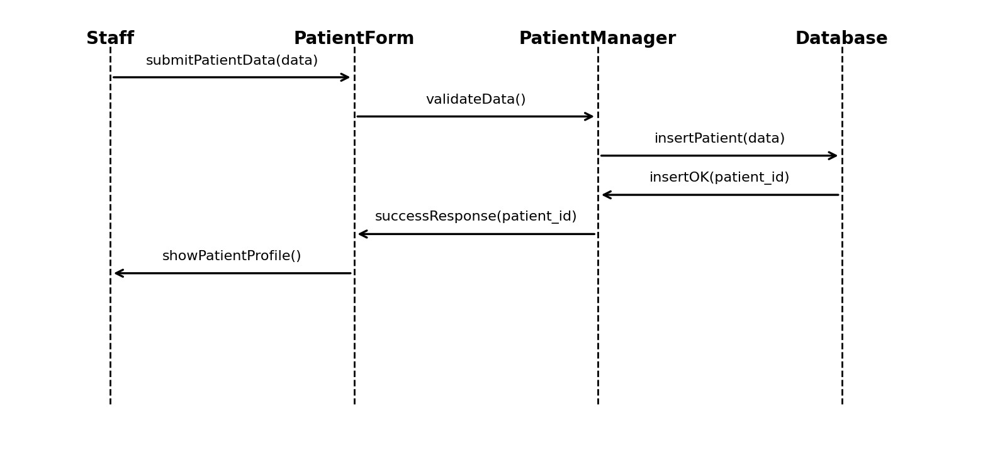 Staff PatientForm PatientManager Database
submitPatientData(data)
validateData()
insertPatient(data)
insertOK(patient_id)
successResponse(patient_id)
showPatientProfile()